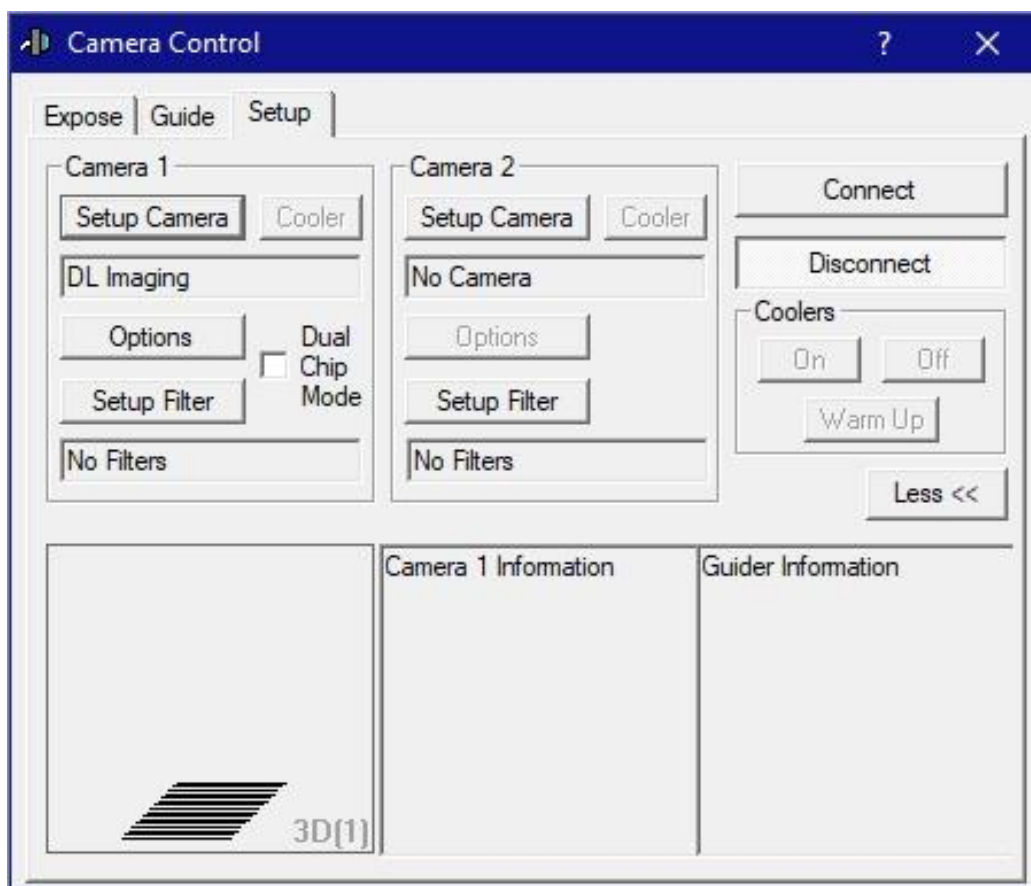 Camera Control
?
Expose Guide Setup
Camera 1
Setup Camera Cooler
DL Imaging
Options
Dual
Chip
Mode
Setup Filter
No Filters
Camera 2
Setup Camera Cooler
No Camera
Options
Setup Filter
No Filters
Connect
Disconnect
Coolers
On Off
Warm Up
Less <<
3D(1)
Camera 1 Information
Guider Information